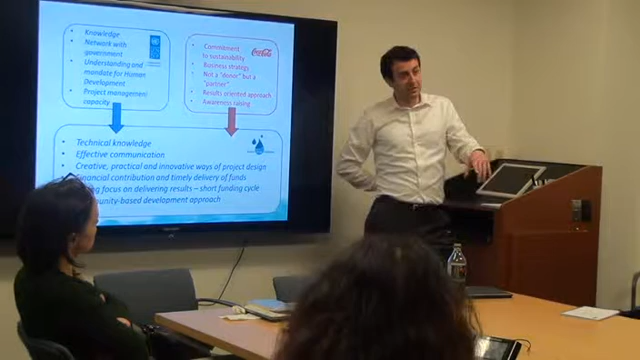 Knowledge
Network with
government
Understanding and
mandate for Human
Development
Project management
capacity
Commitment
to sustainability
Coca-Cola
Business strategy
Not a "donor" but a
"partner"
Results oriented approach
Awareness raising
Technical knowledge
Effective communication
Creative, practical and innovative ways of project design
Financial contribution and timely delivery of funds
focus on delivering results – short funding cycle
community-based development approach